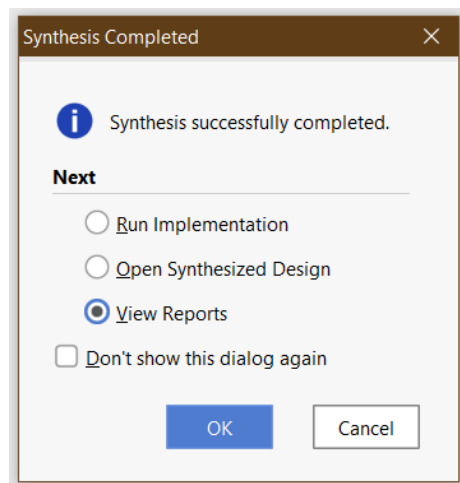 Synthesis Completed
Synthesis successfully completed.
Next
Run Implementation
Open Synthesized Design
View Reports
Don't show this dialog again
OK
Cancel